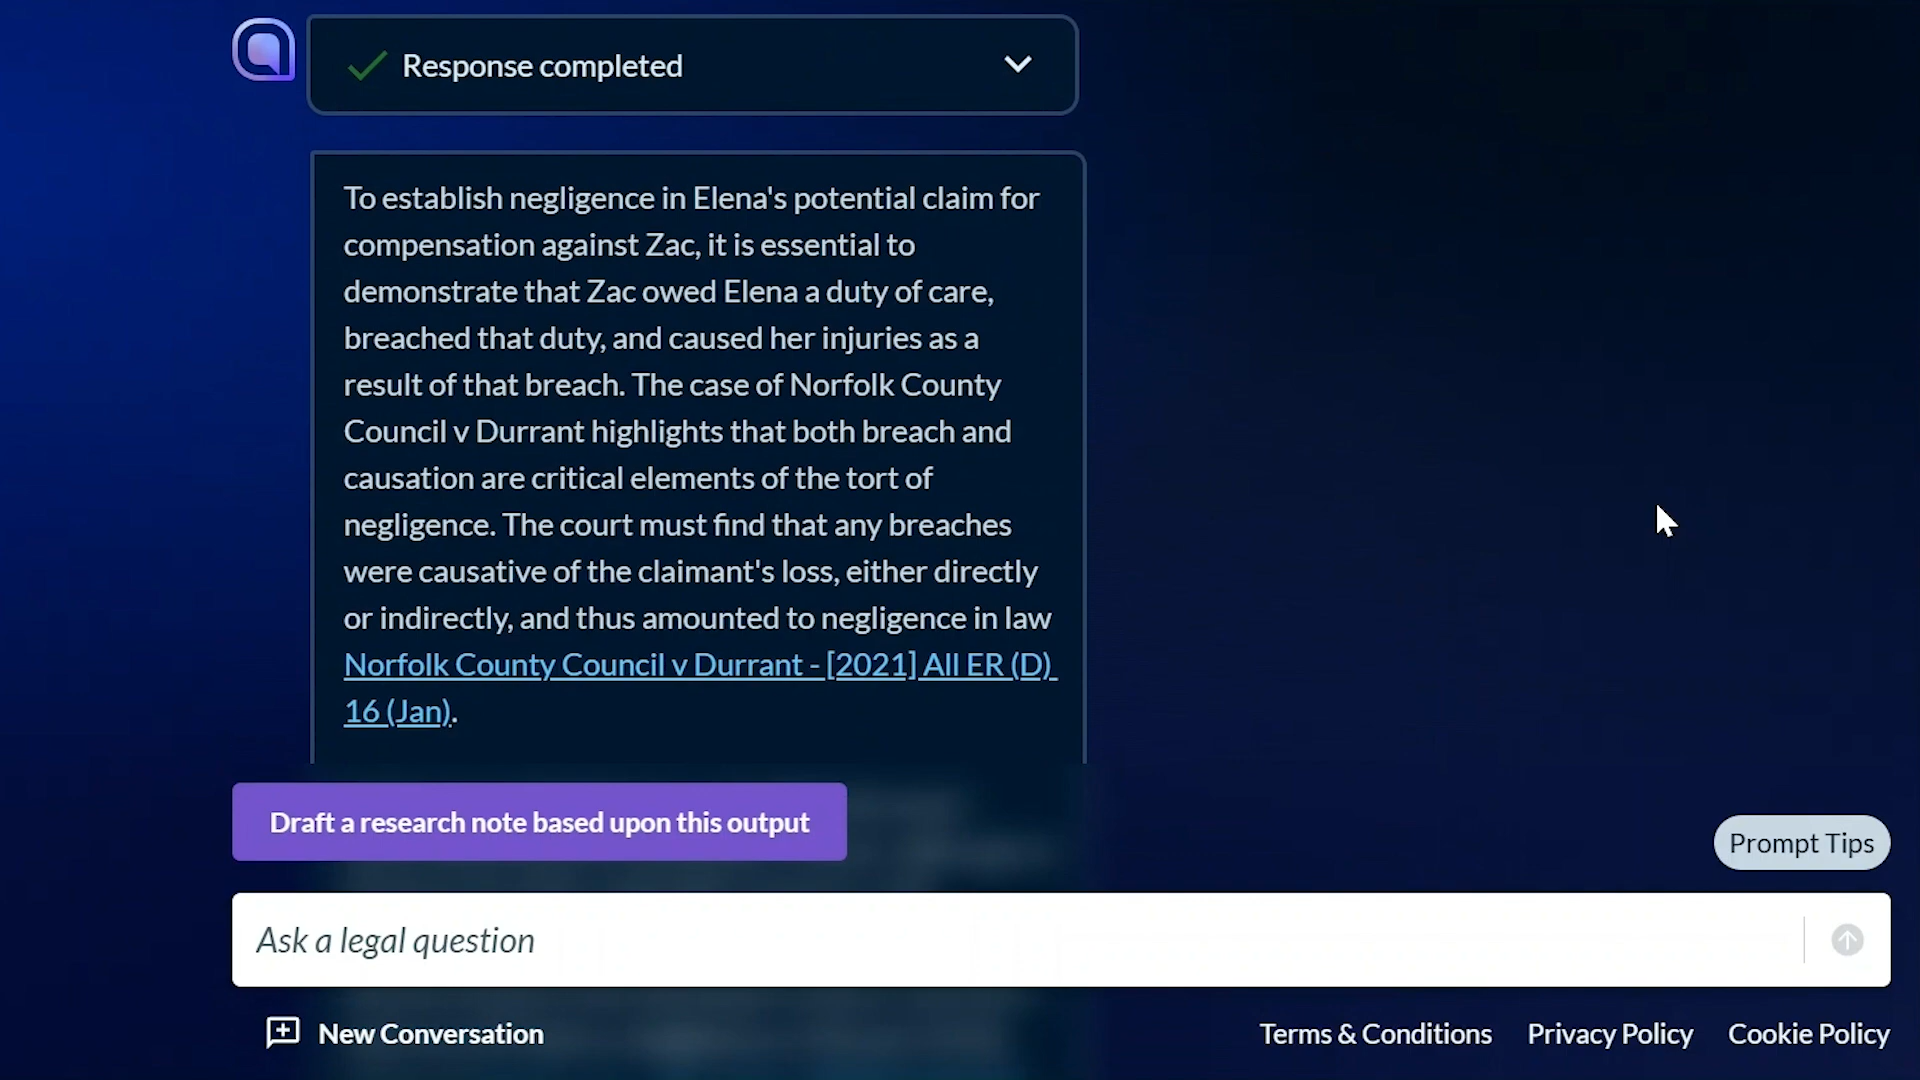 Response completed
To establish negligence in Elena's potential claim for
compensation against Zac, it is essential to
demonstrate that Zac owed Elena a duty of care,
breached that duty, and caused her injuries as a
result of that breach. The case of Norfolk County
Council v Durrant highlights that both breach and
causation are critical elements of the tort of
negligence. The court must find that any breaches
were causative of the claimant's loss, either directly
or indirectly, and thus amounted to negligence in law
Norfolk County Council v Durrant - [2021] All ER (D)
16 (Jan).
Draft a research note based upon this output
Prompt Tips
Ask a legal question
New Conversation
Terms & Conditions
Privacy Policy
Cookie Policy